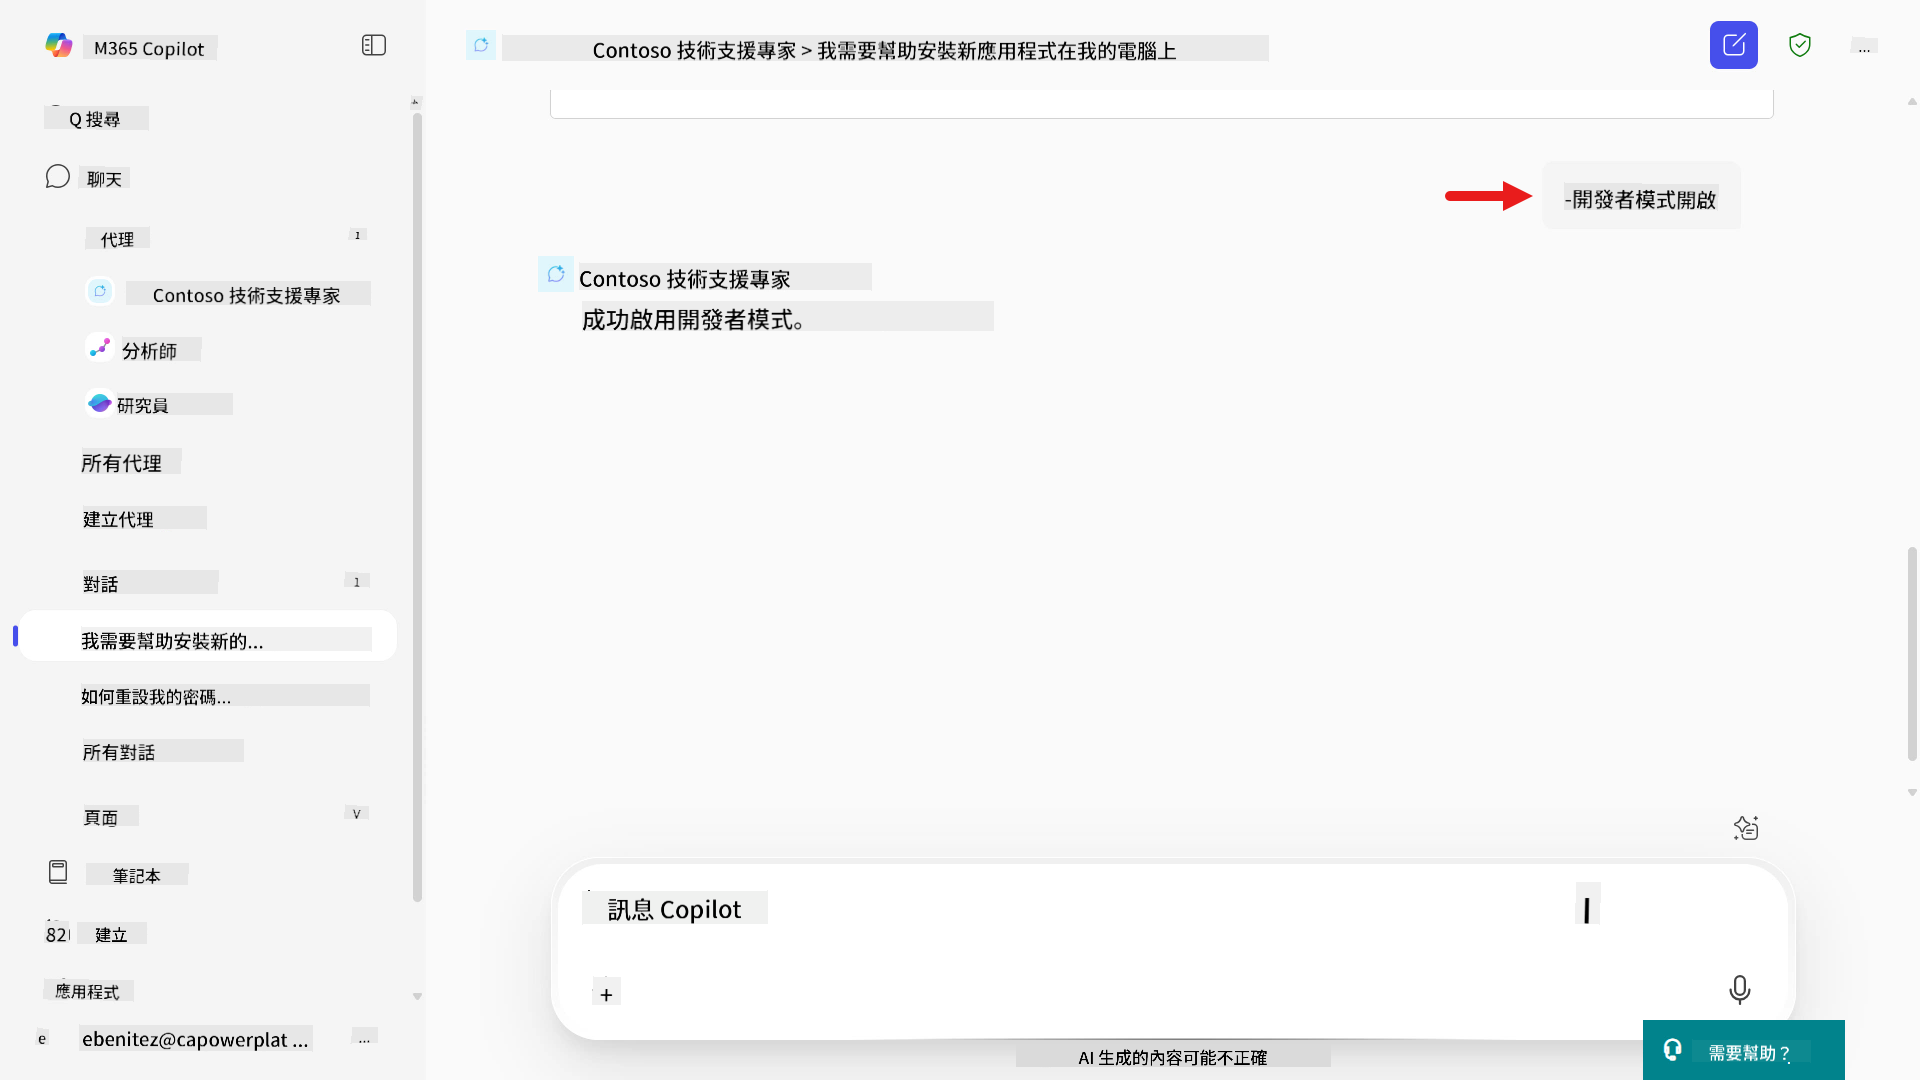 M365 Copilot
Q 搜尋
聊天
代理
1
Contoso 技術支援專家
分析師
研究員
所有代理
建立代理
對話
1
我需要幫助安裝新的...
如何重設我的密碼...
所有對話
頁面
V
筆記本
82
建立
應用程式
e
ebenitez@capowerplat ...
...
Contoso 技術支援專家 > 我需要幫助安裝新應用程式在我的電腦上
...
-開發者模式開啟
Contoso 技術支援專家
成功啟用開發者模式。
訊息 Copilot
+
AI 生成的內容可能不正確
需要幫助？